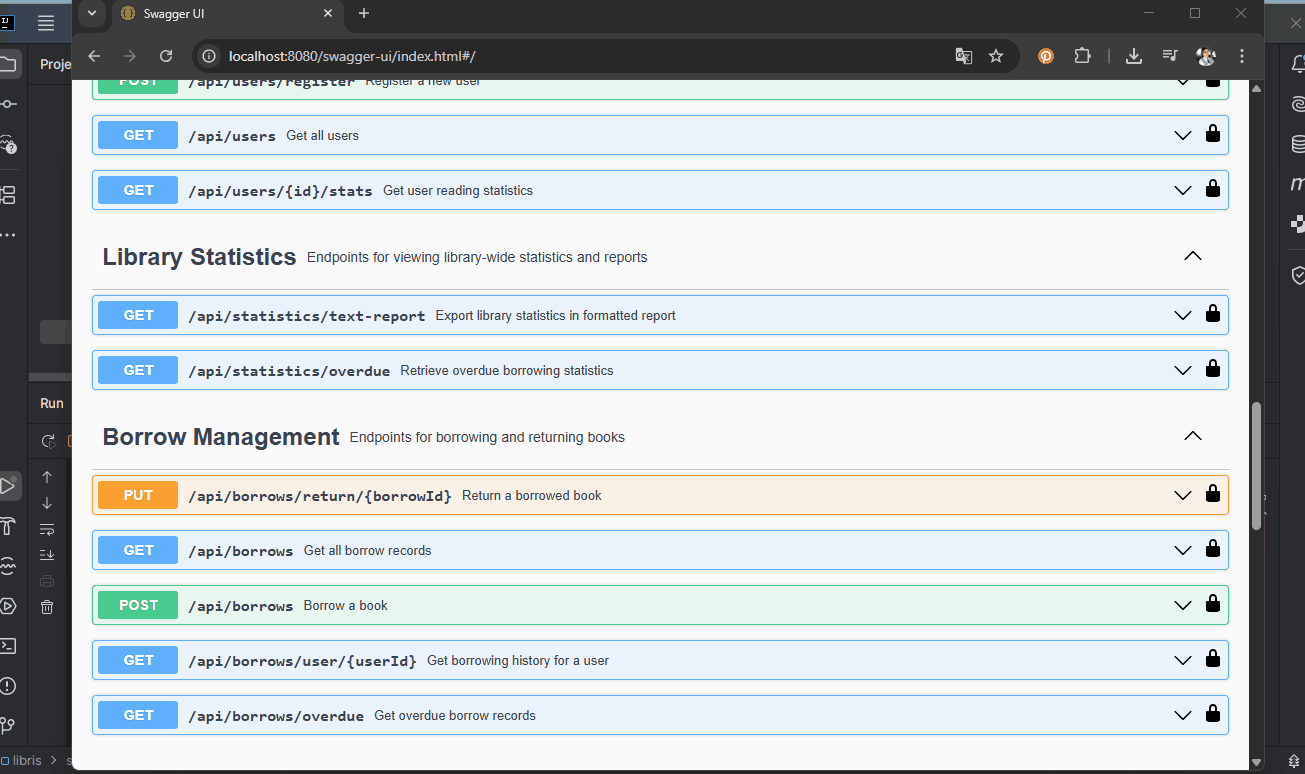 IJ
Swagger UI
localhost:8080/swagger-ui/index.html#/
Proje
POST /api/users/register Register a new user
GET /api/users Get all users
GET /api/users/{id}/stats Get user reading statistics
Library Statistics Endpoints for viewing library-wide statistics and reports
GET /api/statistics/text-report Export library statistics in formatted report
GET /api/statistics/overdue Retrieve overdue borrowing statistics
Run
Borrow Management Endpoints for borrowing and returning books
PUT /api/borrows/return/{borrowId} Return a borrowed book
GET /api/borrows Get all borrow records
POST /api/borrows Borrow a book
GET /api/borrows/user/{userId} Get borrowing history for a user
GET /api/borrows/overdue Get overdue borrow records
libris > s